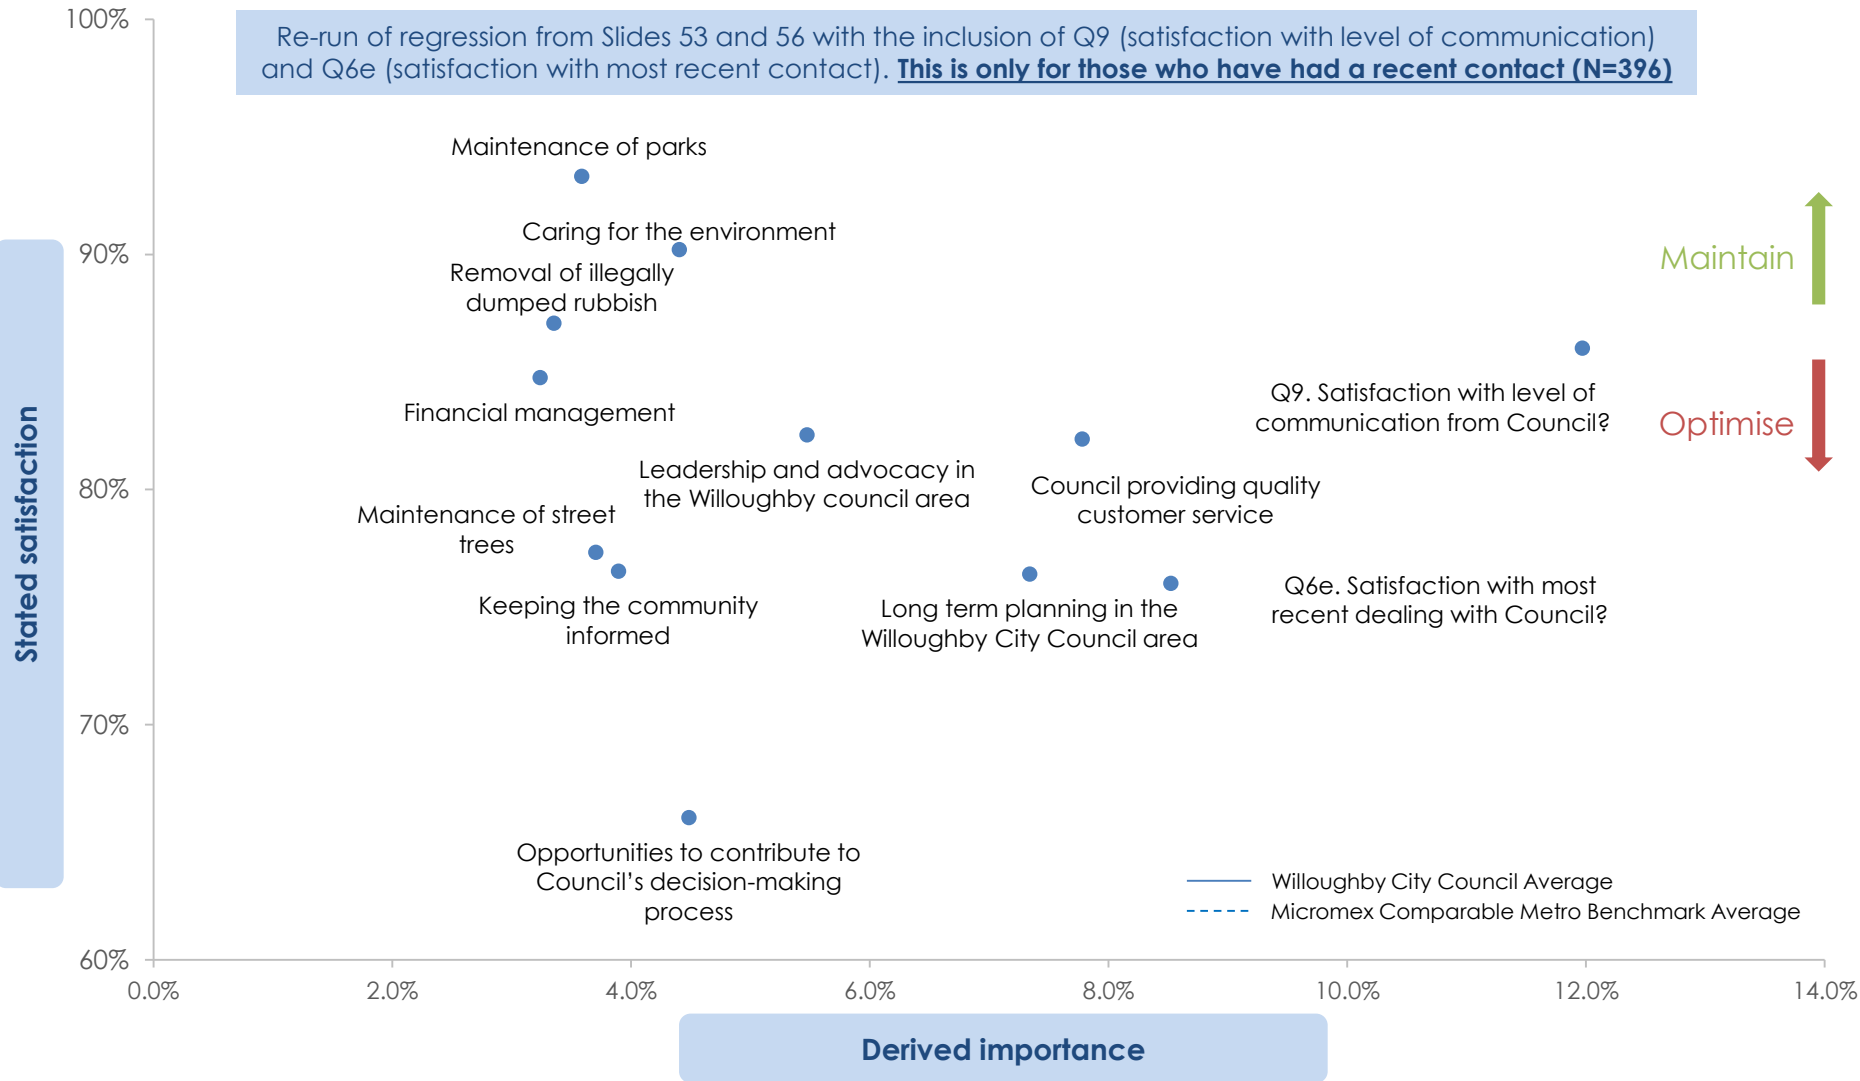 100%
Re-run of regression from Slides 53 and 56 with the inclusion of Q9 (satisfaction with level of communication)
and Q6e (satisfaction with most recent contact). This is only for those who have had a recent contact (N=396)
Maintenance of parks
Caring for the environment
90%
Maintain
Removal of illegally
dumped rubbish
Q9. Satisfaction with level of
communication from Council?
Optimise
Financial management
Leadership and advocacy in
the Willoughby council area
80%
Council providing quality
customer service
Maintenance of street
trees
Stated satisfaction
Keeping the community
informed
Long term planning in the
Willoughby City Council area
Q6e. Satisfaction with most
recent dealing with Council?
70%
Opportunities to contribute to
Council’s decision-making
process
Willoughby City Council Average
Micromex Comparable Metro Benchmark Average
60%
0.0%
2.0%
4.0%
6.0%
8.0%
10.0%
12.0%
14.0%
Derived importance